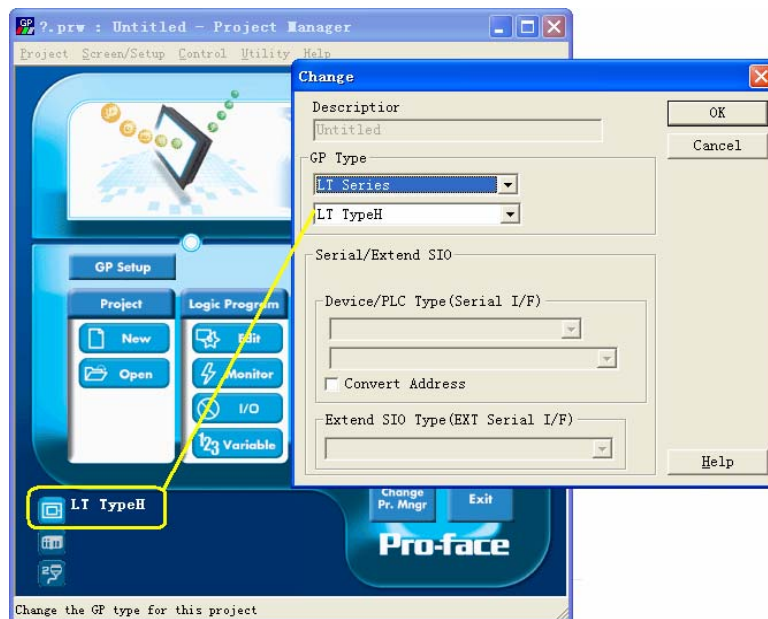 GP ?.prw : Untitled - Project Manager
Project Screen/Setup Control Utility Help
Change
Descriptior
Untitled
OK
Cancel
GP Type
LT Series
LT TypeH
Serial/Extend SIO
Device/PLC Type(Serial I/F)
Convert Address
Extend SIO Type(EXT Serial I/F)
Help
GP Setup
Project
New
Open
Logic Program
Edit
Monitor
I/O
123 Variable
LT TypeH
Change
Pr. Mngr
Exit
Pro-face
Change the GP type for this project